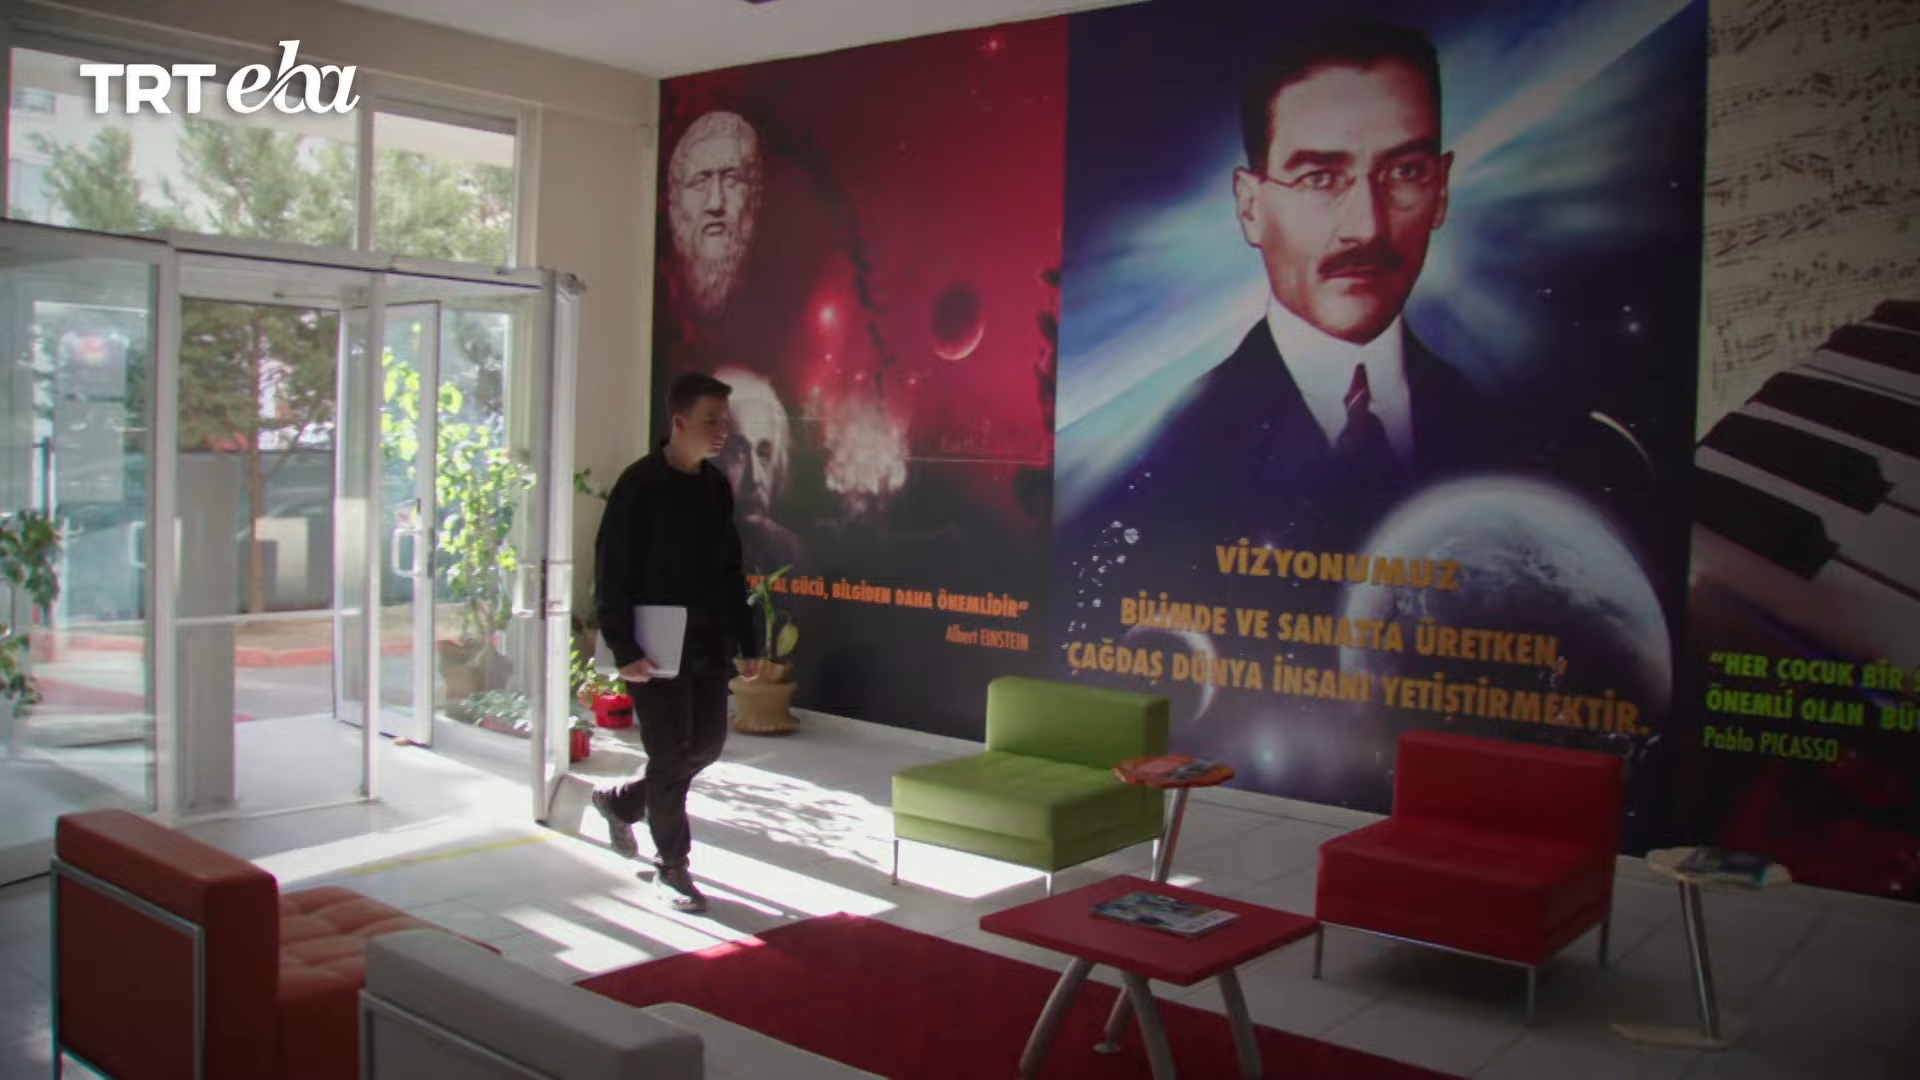 TRT eba
GÜCÜ, BİLGİDEN DAHA ÖNEMLİDİR"
Albert EINSTEIN
VİZYONUMUZ
BİLİMDE VE SANATTA ÜRETKEN,
ÇAĞDAŞ DÜNYA İNSANI YETİŞTİRMEKTİR.
"HER ÇOCUK BİR
ÖNEMLİ OLAN
Pablo PICASSO